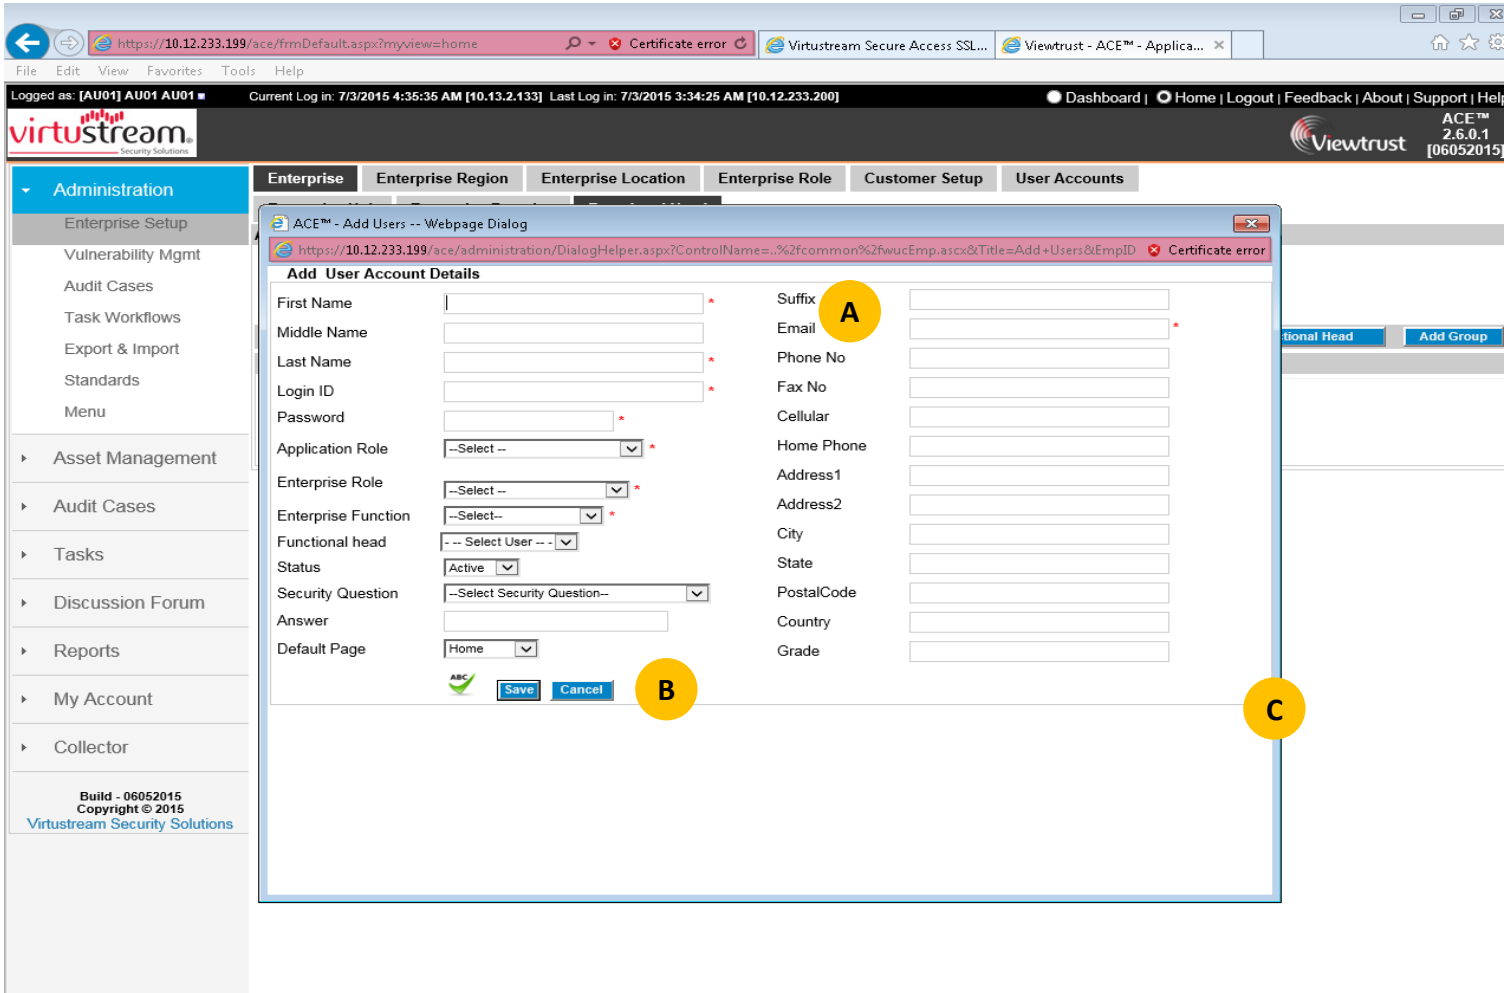 https://10.12.233.199/ace/frmDefault.aspx?myview=home
Certificate error
Virtustream Secure Access SSL...
Viewtrust - ACE™ - Applica...
File Edit View Favorites Tools Help
Logged as: [AU01] AU01 AU01
Current Log in: 7/3/2015 4:35:35 AM [10.13.2.133] Last Log in: 7/3/2015 3:34:25 AM [10.12.233.200]
Dashboard | Home | Logout | Feedback | About | Support | Help
virtustream.
Security Solutions
Viewtrust
ACE™
2.6.0.1
[06052015]
Administration
Enterprise Setup
Vulnerability Mgmt
Audit Cases
Task Workflows
Export & Import
Standards
Menu
Asset Management
Audit Cases
Tasks
Discussion Forum
Reports
My Account
Collector
Build - 06052015
Copyright © 2015
Virtustream Security Solutions
Enterprise Enterprise Region Enterprise Location Enterprise Role Customer Setup User Accounts
ACE™ - Add Users -- Webpage Dialog
https://10.12.233.199/ace/administration/DialogHelper.aspx?ControlName=..%2fcommon%2fwucEmp.ascx&Title=Add+Users&EmpID
Certificate error
Add User Account Details
First Name *
Middle Name
Last Name *
Login ID *
Password *
Application Role --Select -- *
Enterprise Role --Select -- *
Enterprise Function --Select-- *
Functional head - -- Select User -- -
Status Active
Security Question --Select Security Question--
Answer
Default Page Home
ABC Save Cancel
Suffix
Email *
Phone No
Fax No
Cellular
Home Phone
Address1
Address2
City
State
PostalCode
Country
Grade
A
B
C
tional Head
Add Group